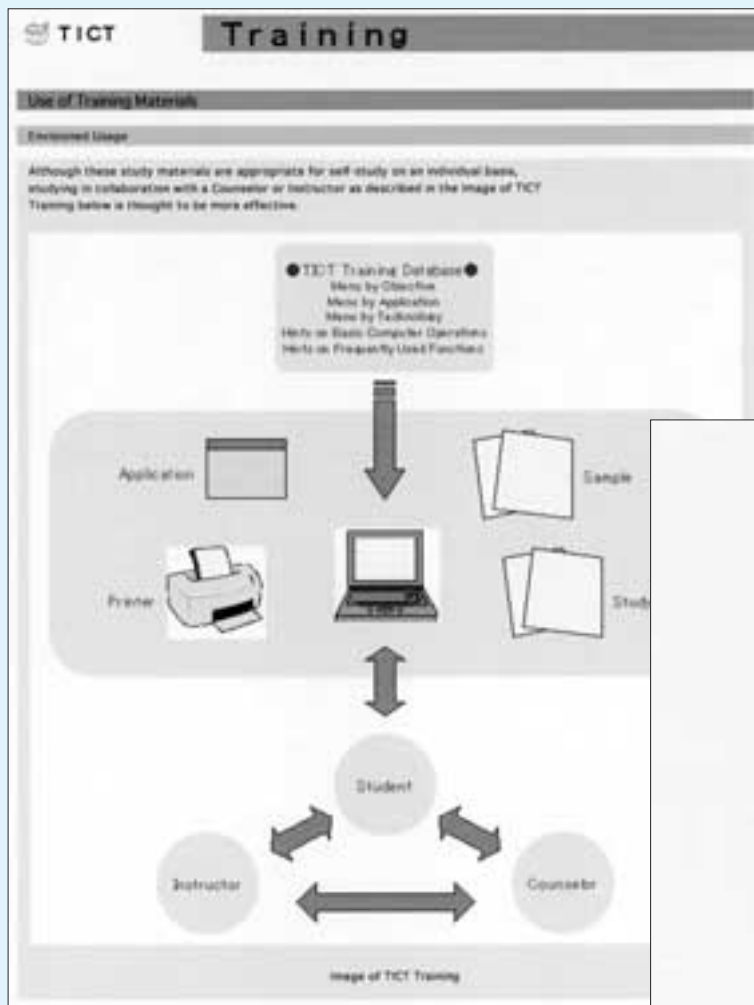 TICT
Training
Use of Training Materials
Envisioned Usage
Although these study materials are appropriate for self-study on an individual basis,
studying in collaboration with a Counselor or Instructor as described in the Image of TICT
Training below is thought to be more effective.
●TICT Training Database●
Menu by Objective
Menu by Application
Menu by Technology
Hints on Basic Computer Operations
Hints on Frequently Used Functions
Application
Sample
Printer
Student
Instructor
Counselor
Image of TICT Training